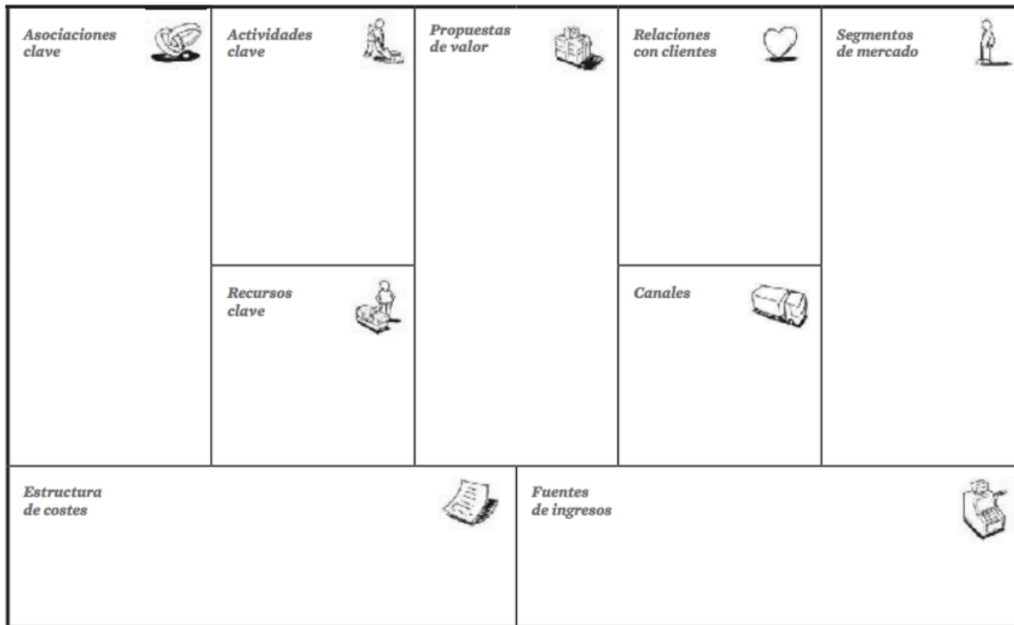 Asociaciones
clave
Actividades
clave
Propuestas
de valor
Relaciones
con clientes
Segmentos
de mercado
Recursos
clave
Canales
Estructura
de costes
Fuentes
de ingresos